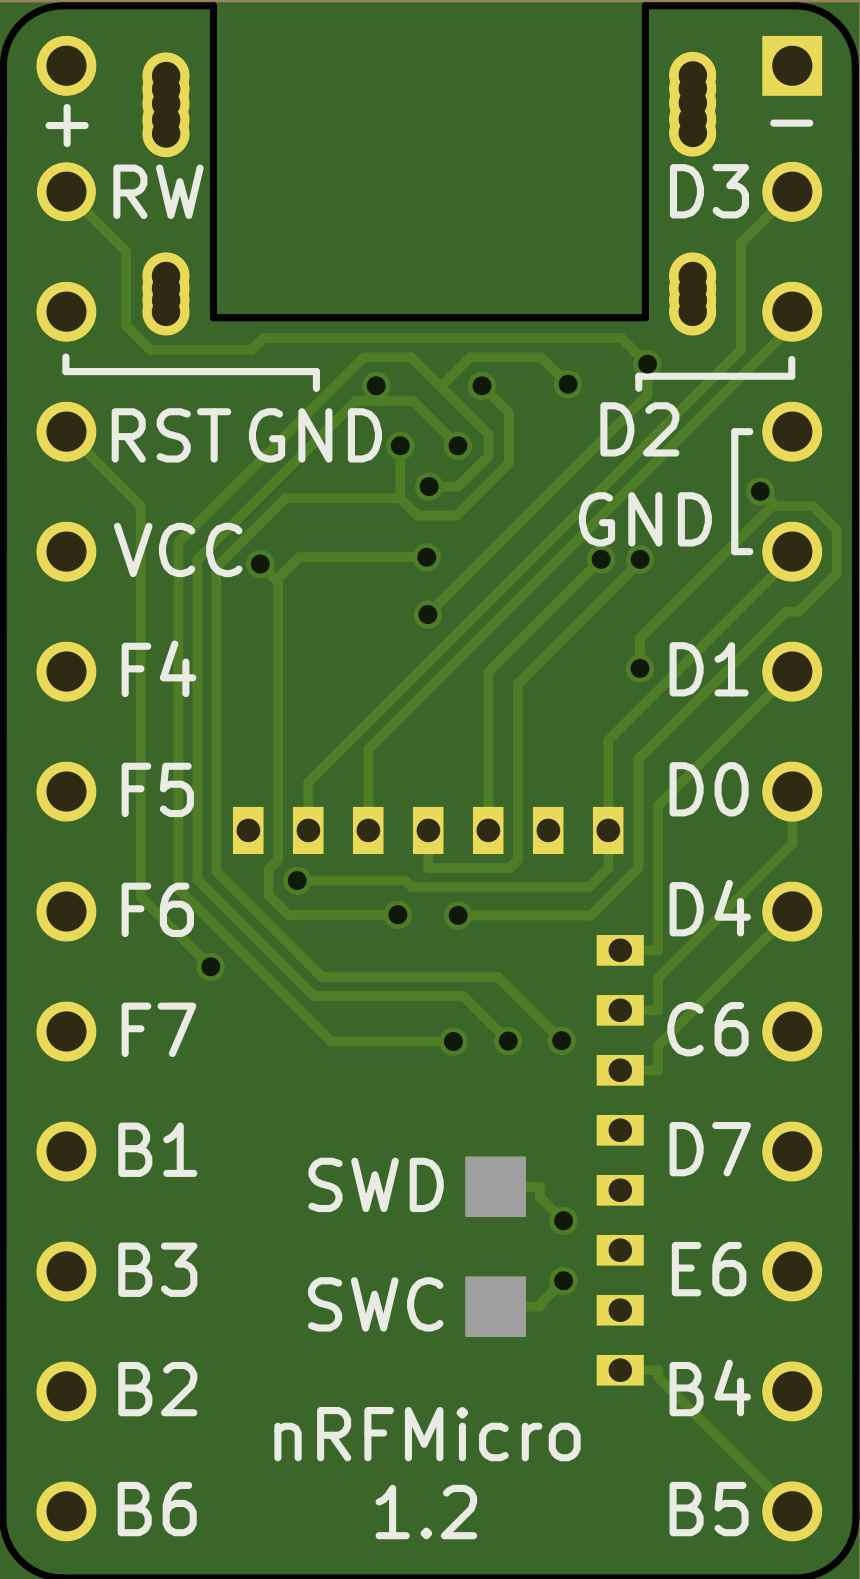 + −
RW D3
RST GND D2
VCC GND
F4 D1
F5 D0
F6 D4
F7 C6
B1 SWD D7
B3 SWC E6
B2 B4
nRFMicro
B6 1.2 B5